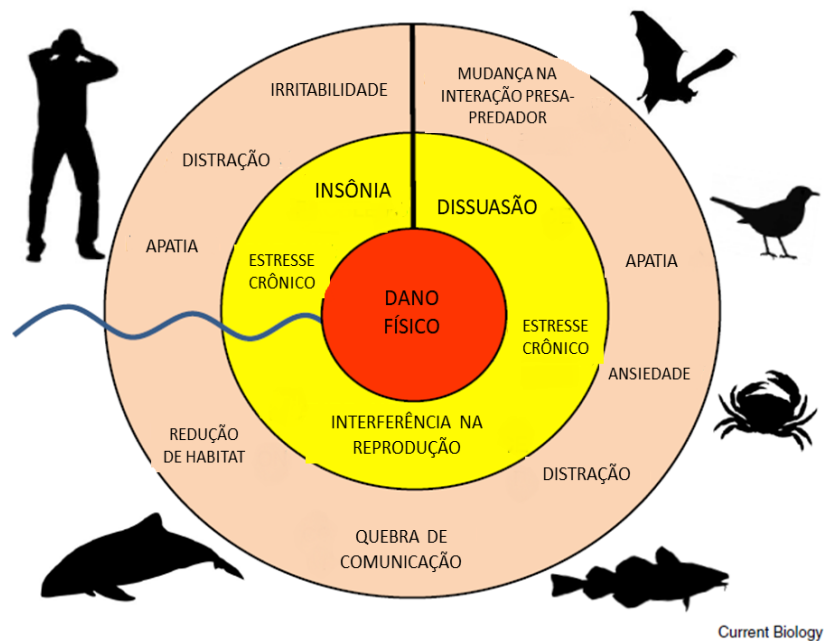 IRRITABILIDADE
DISTRAÇÃO
APATIA
MUDANÇA NA
INTERAÇÃO PRESA-
PREDADOR
INSÔNIA
DISSUASÃO
ESTRESSE
CRÔNICO
APATIA
DANO
FÍSICO
ESTRESSE
CRÔNICO
ANSIEDADE
INTERFERÊNCIA NA
REPRODUÇÃO
REDUÇÃO
DE HABITAT
DISTRAÇÃO
QUEBRA DE
COMUNICAÇÃO
Current Biology